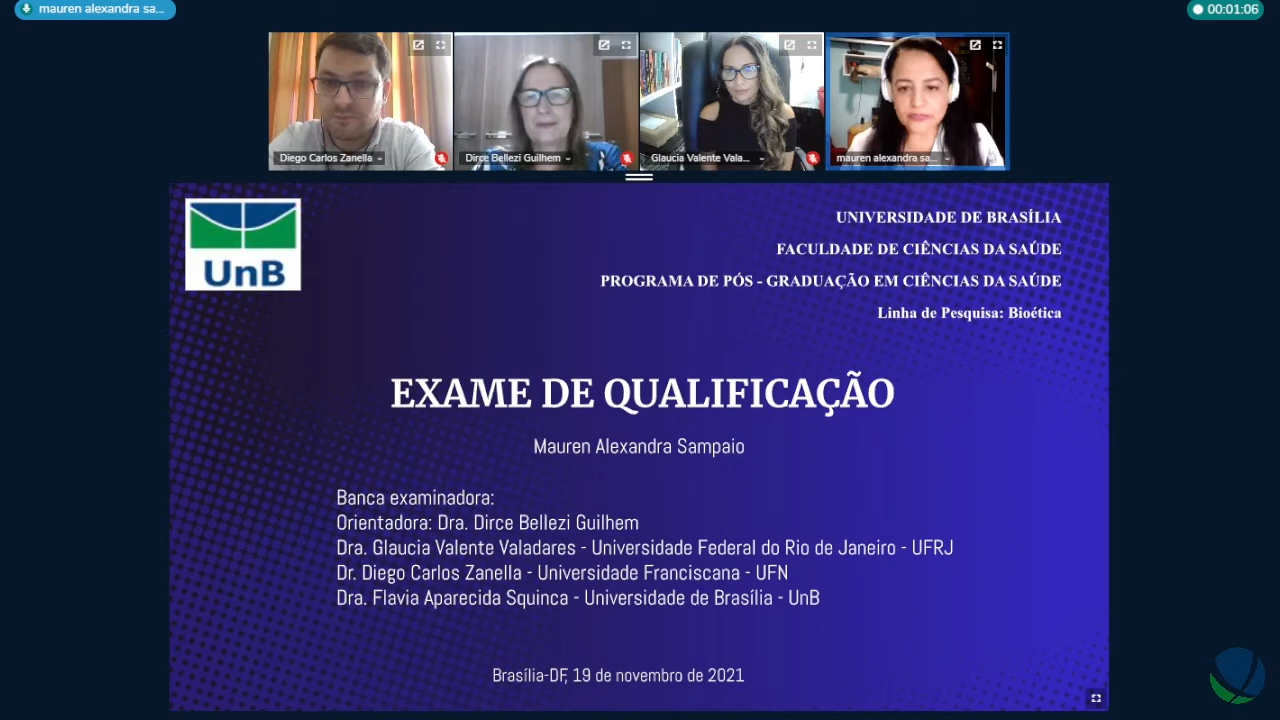 mauren alexandra sa...
00:01:06
Diego Carlos Zanella
Dirce Bellezi Guilhem
Glaucia Valente Vala...
mauren alexandra sa...
UnB
UNIVERSIDADE DE BRASÍLIA
FACULDADE DE CIÊNCIAS DA SAÚDE
PROGRAMA DE PÓS - GRADUAÇÃO EM CIÊNCIAS DA SAÚDE
Linha de Pesquisa: Bioética
EXAME DE QUALIFICAÇÃO
Mauren Alexandra Sampaio
Banca examinadora:
Orientadora: Dra. Dirce Bellezi Guilhem
Dra. Glaucia Valente Valadares - Universidade Federal do Rio de Janeiro - UFRJ
Dr. Diego Carlos Zanella - Universidade Franciscana - UFN
Dra. Flavia Aparecida Squinca - Universidade de Brasília - UnB
Brasília-DF, 19 de novembro de 2021